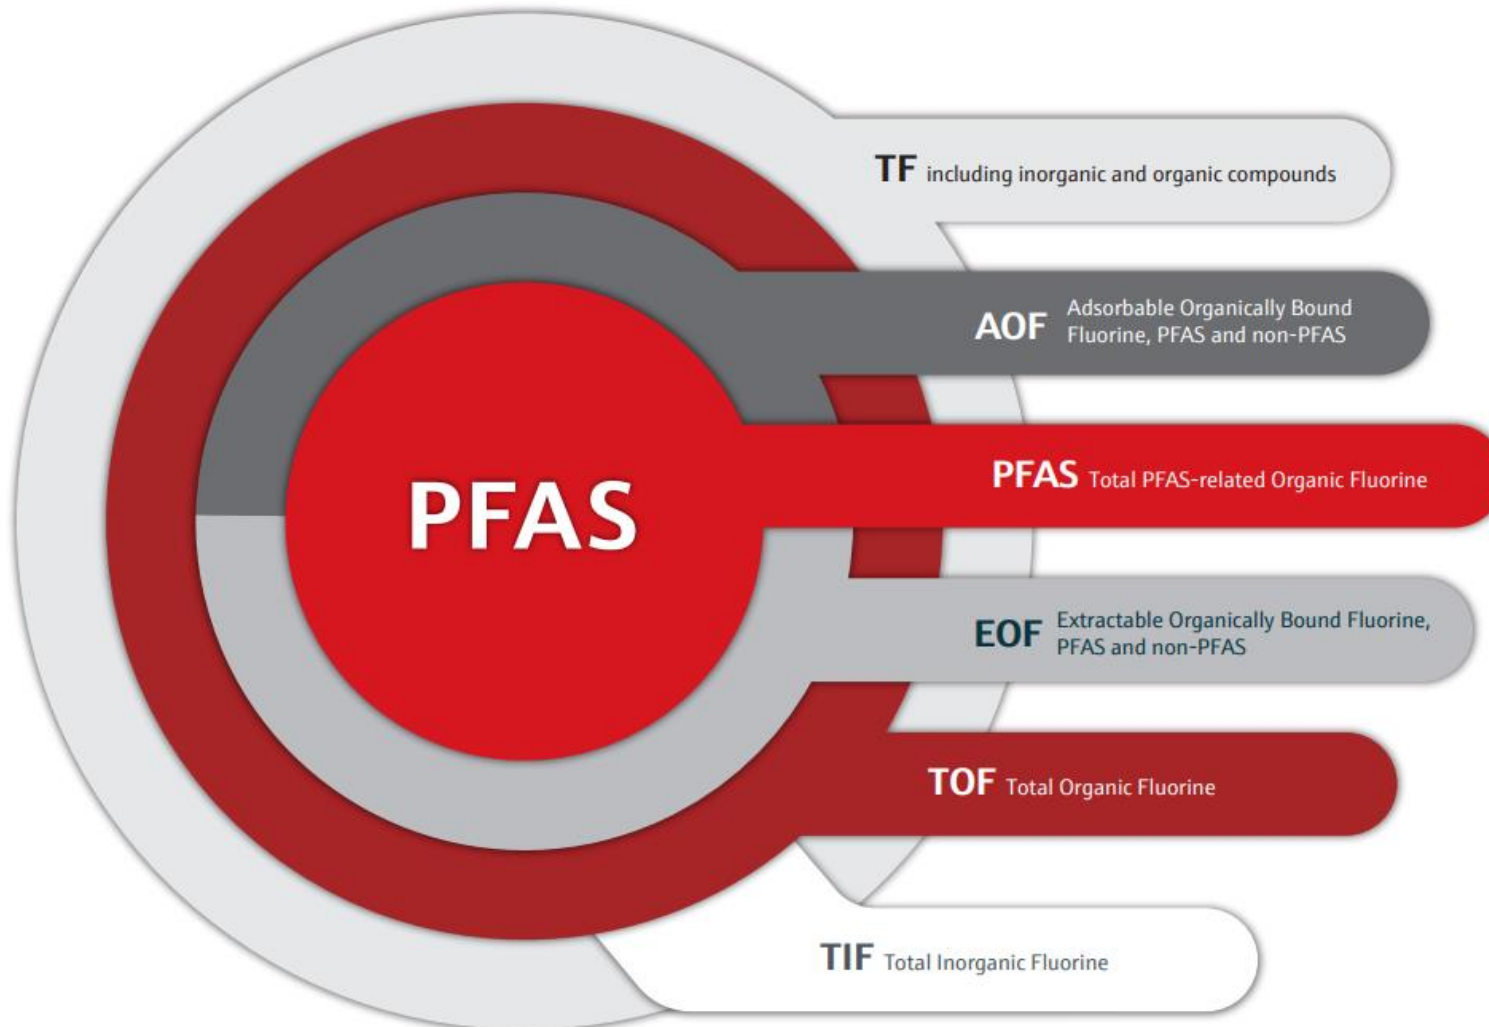 TF including inorganic and organic compounds
AOF Adsorbable Organically Bound
Fluorine, PFAS and non-PFAS
PFAS
PFAS Total PFAS-related Organic Fluorine
EOF Extractable Organically Bound Fluorine,
PFAS and non-PFAS
TOF Total Organic Fluorine
TIF Total Inorganic Fluorine